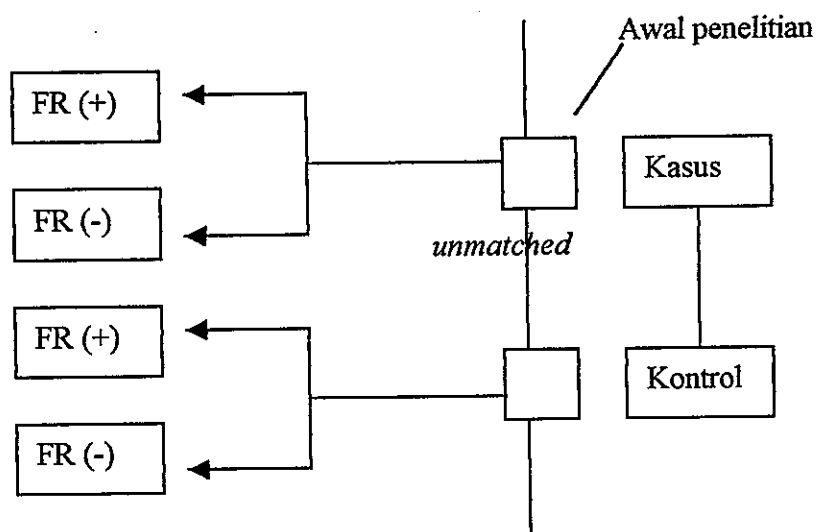 Awal penelitian
FR (+)
Kasus
FR (-)
unmatched
FR (+)
Kontrol
FR (-)